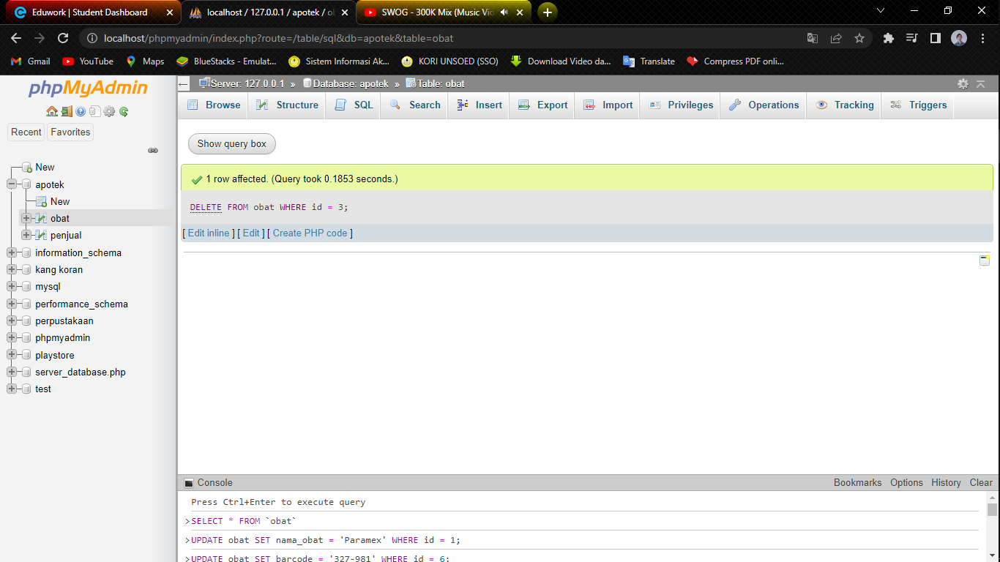 Eduwork | Student Dashboard
localhost / 127.0.0.1 / apotek / ob
SWOG - 300K Mix (Music Vid
localhost/phpmyadmin/index.php?route=/table/sql&db=apotek&table=obat
Gmail YouTube Maps BlueStacks - Emulat... Sistem Informasi Ak... KORI UNSOED (SSO) Download Video da... Translate Compress PDF onli...
phpMyAdmin
Recent Favorites
New
apotek
New
obat
penjual
information_schema
kang koran
mysql
performance_schema
perpustakaan
phpmyadmin
playstore
server_database.php
test
Server: 127.0.0.1 » Database: apotek » Table: obat
Browse Structure SQL Search Insert Export Import Privileges Operations Tracking Triggers
Show query box
1 row affected. (Query took 0.1853 seconds.)
DELETE FROM obat WHERE id = 3;
[ Edit inline ] [ Edit ] [ Create PHP code ]
Console Bookmarks Options History Clear
Press Ctrl+Enter to execute query
>SELECT * FROM `obat`
>UPDATE obat SET nama_obat = 'Paramex' WHERE id = 1;
>UPDATE obat SET barcode = '327-981' WHERE id = 6;